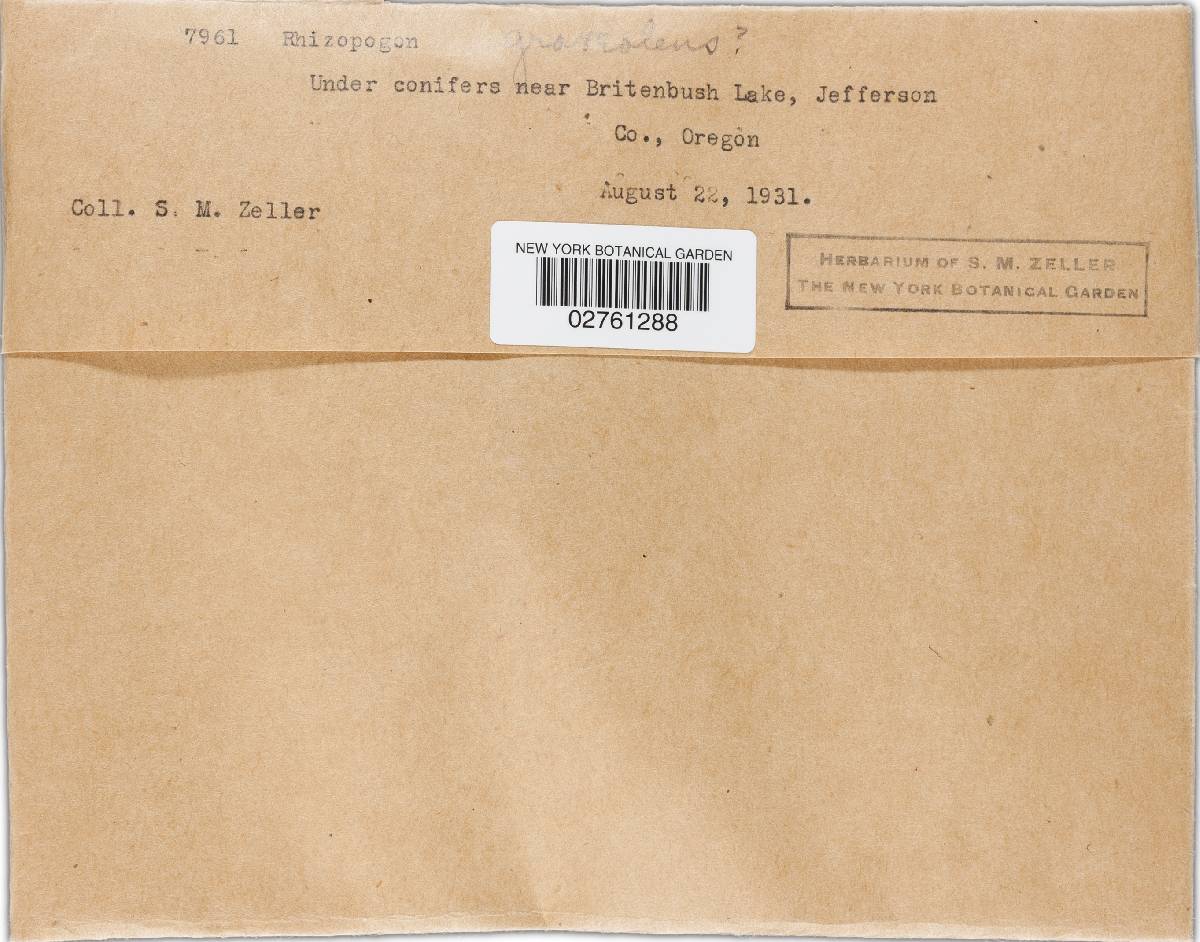 7961 Rhizopogon graveolens?
Under conifers near Britenbush Lake, Jefferson
Co., Oregon
August 22, 1931.
Coll. S. M. Zeller
NEW YORK BOTANICAL GARDEN
02761288
HERBARIUM OF S. M. ZELLER
THE NEW YORK BOTANICAL GARDEN